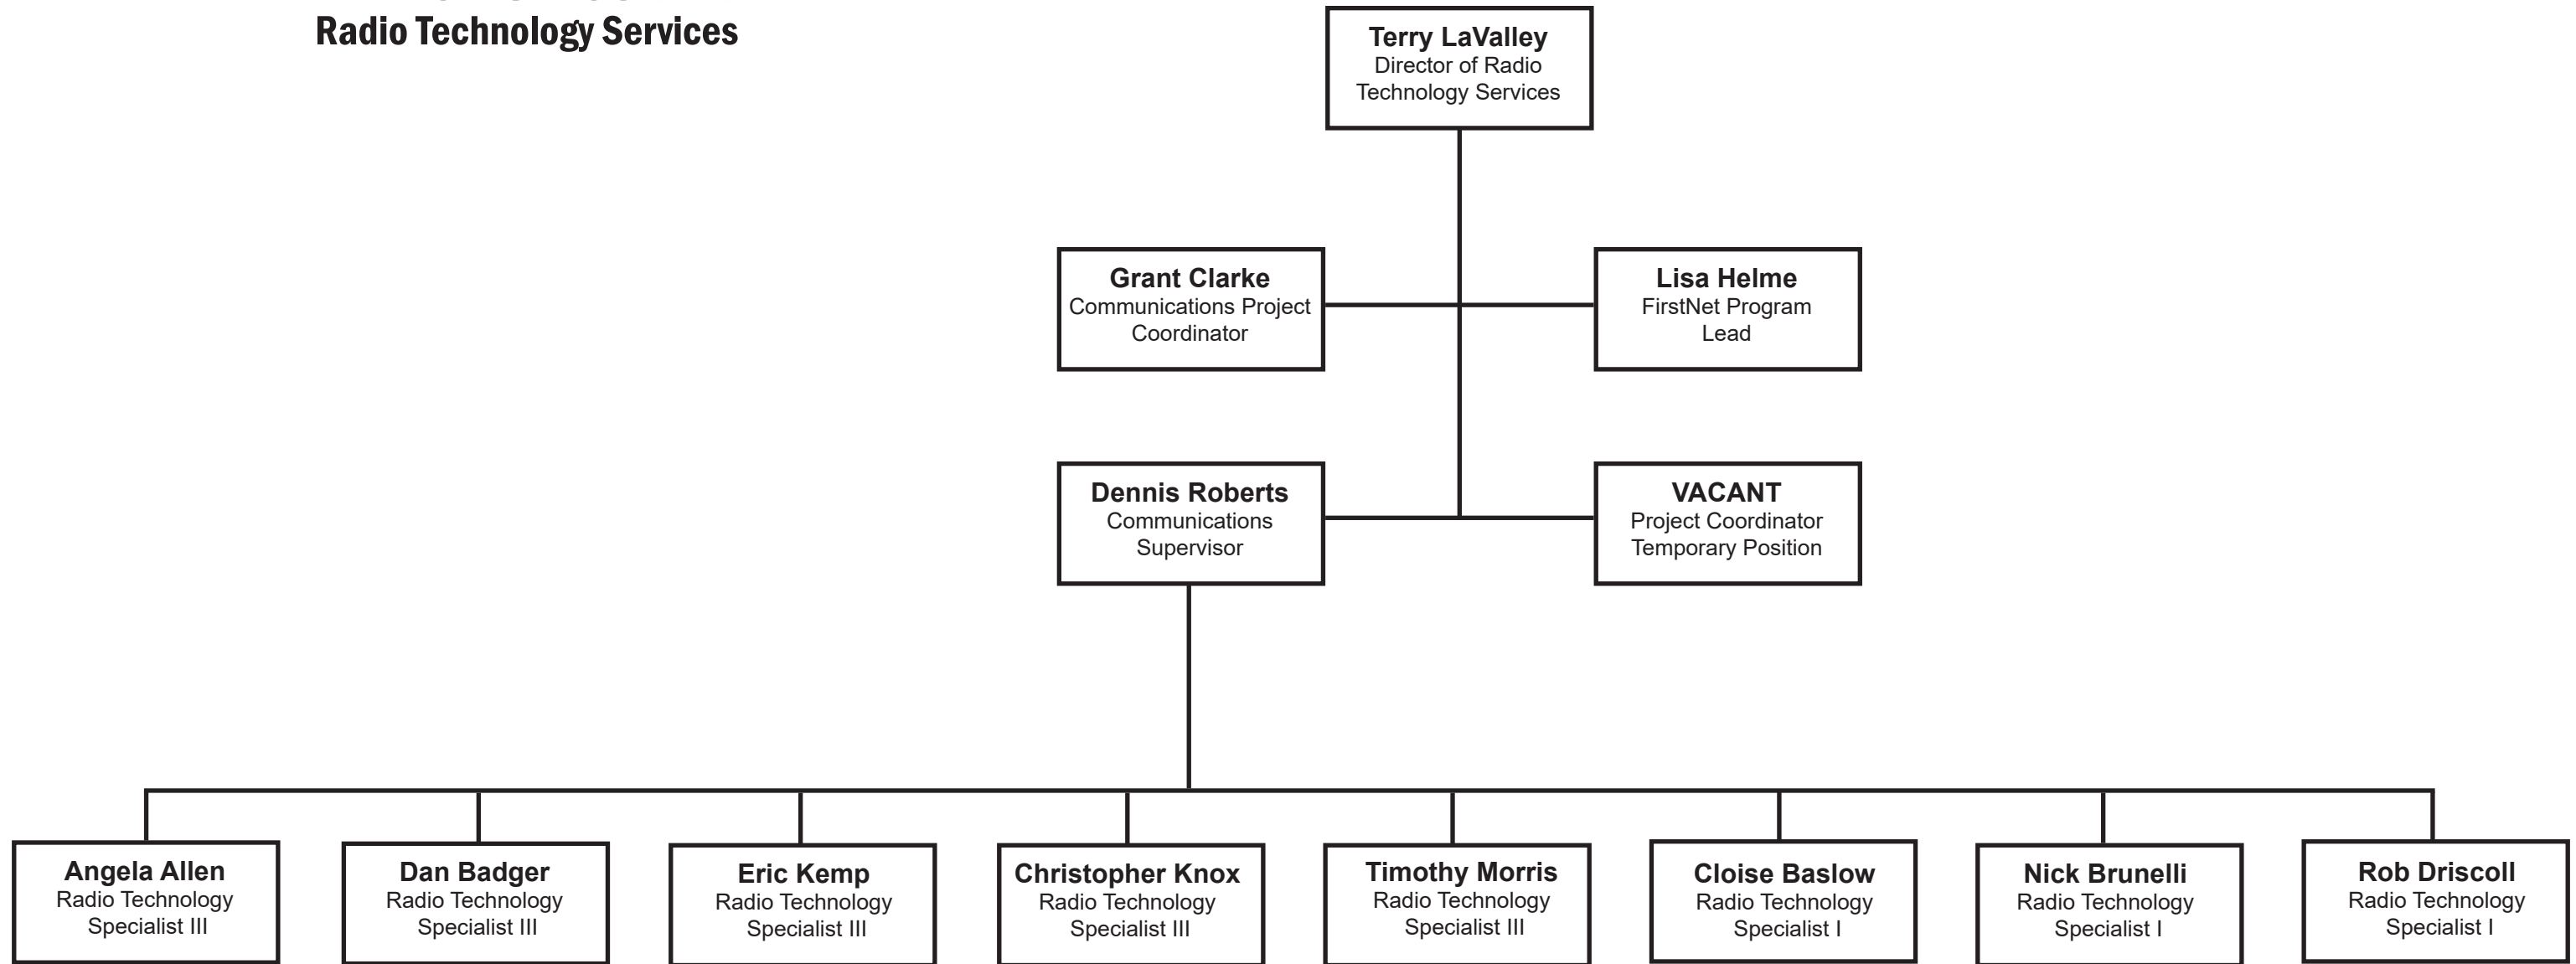 Radio Technology Services
Terry LaValley
Director of Radio
Technology Services
Grant Clarke
Communications Project
Coordinator
Lisa Helme
FirstNet Program
Lead
Dennis Roberts
Communications
Supervisor
VACANT
Project Coordinator
Temporary Position
Angela Allen
Radio Technology
Specialist III
Dan Badger
Radio Technology
Specialist III
Eric Kemp
Radio Technology
Specialist III
Christopher Knox
Radio Technology
Specialist III
Timothy Morris
Radio Technology
Specialist III
Cloise Baslow
Radio Technology
Specialist I
Nick Brunelli
Radio Technology
Specialist I
Rob Driscoll
Radio Technology
Specialist I